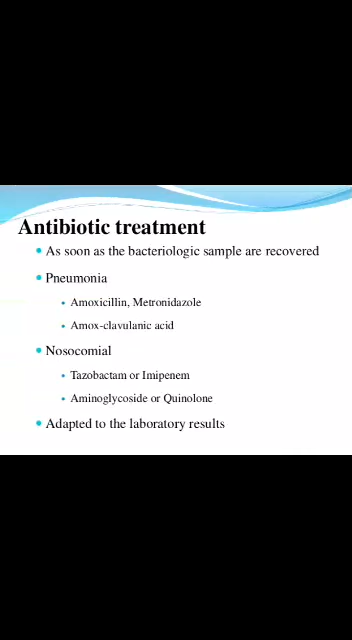 Antibiotic treatment
As soon as the bacteriologic sample are recovered
Pneumonia
Amoxicillin, Metronidazole
Amox-clavulanic acid
Nosocomial
Tazobactam or Imipenem
Aminoglycoside or Quinolone
Adapted to the laboratory results